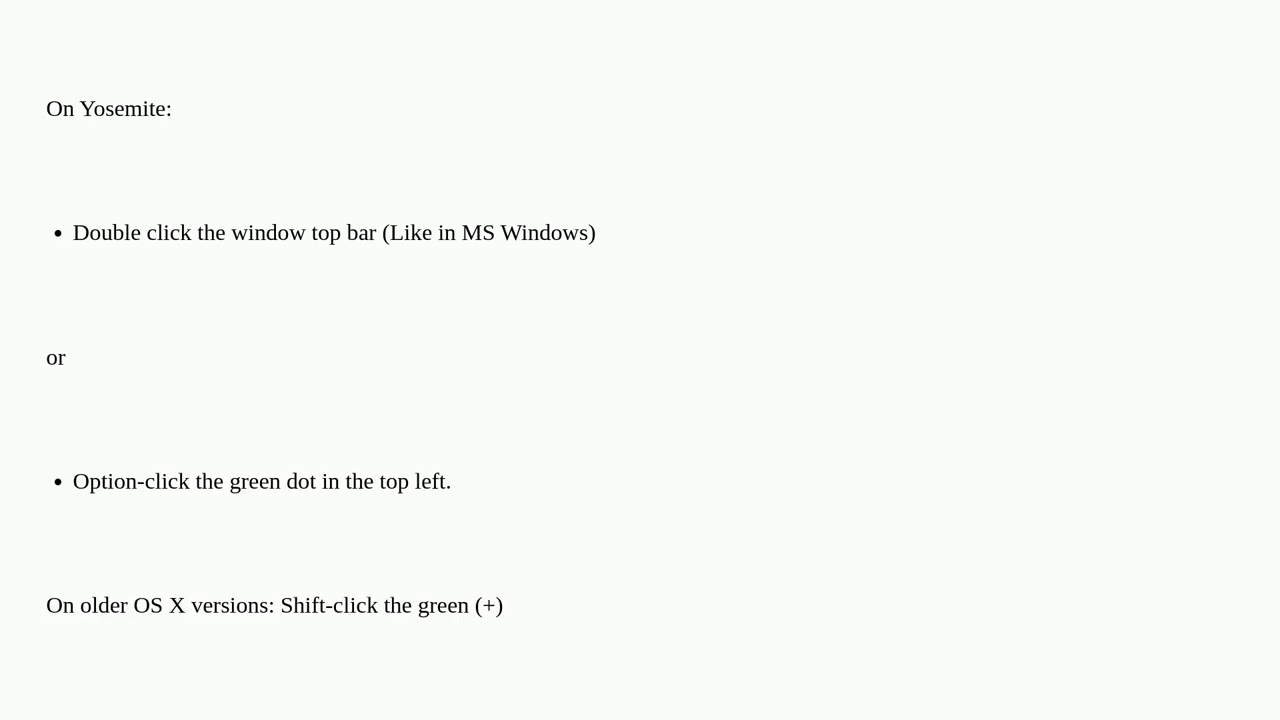 On Yosemite:
• Double click the window top bar (Like in MS Windows)
or
• Option-click the green dot in the top left.
On older OS X versions: Shift-click the green (+)